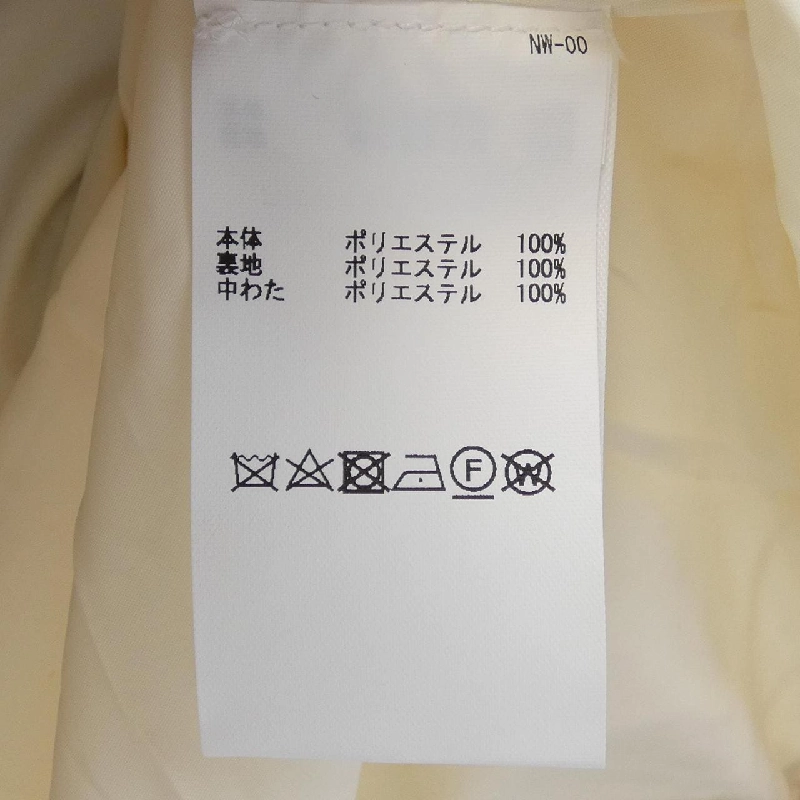 NW-00
本体 ポリエステル 100%
裏地 ポリエステル 100%
中わた ポリエステル 100%
F W